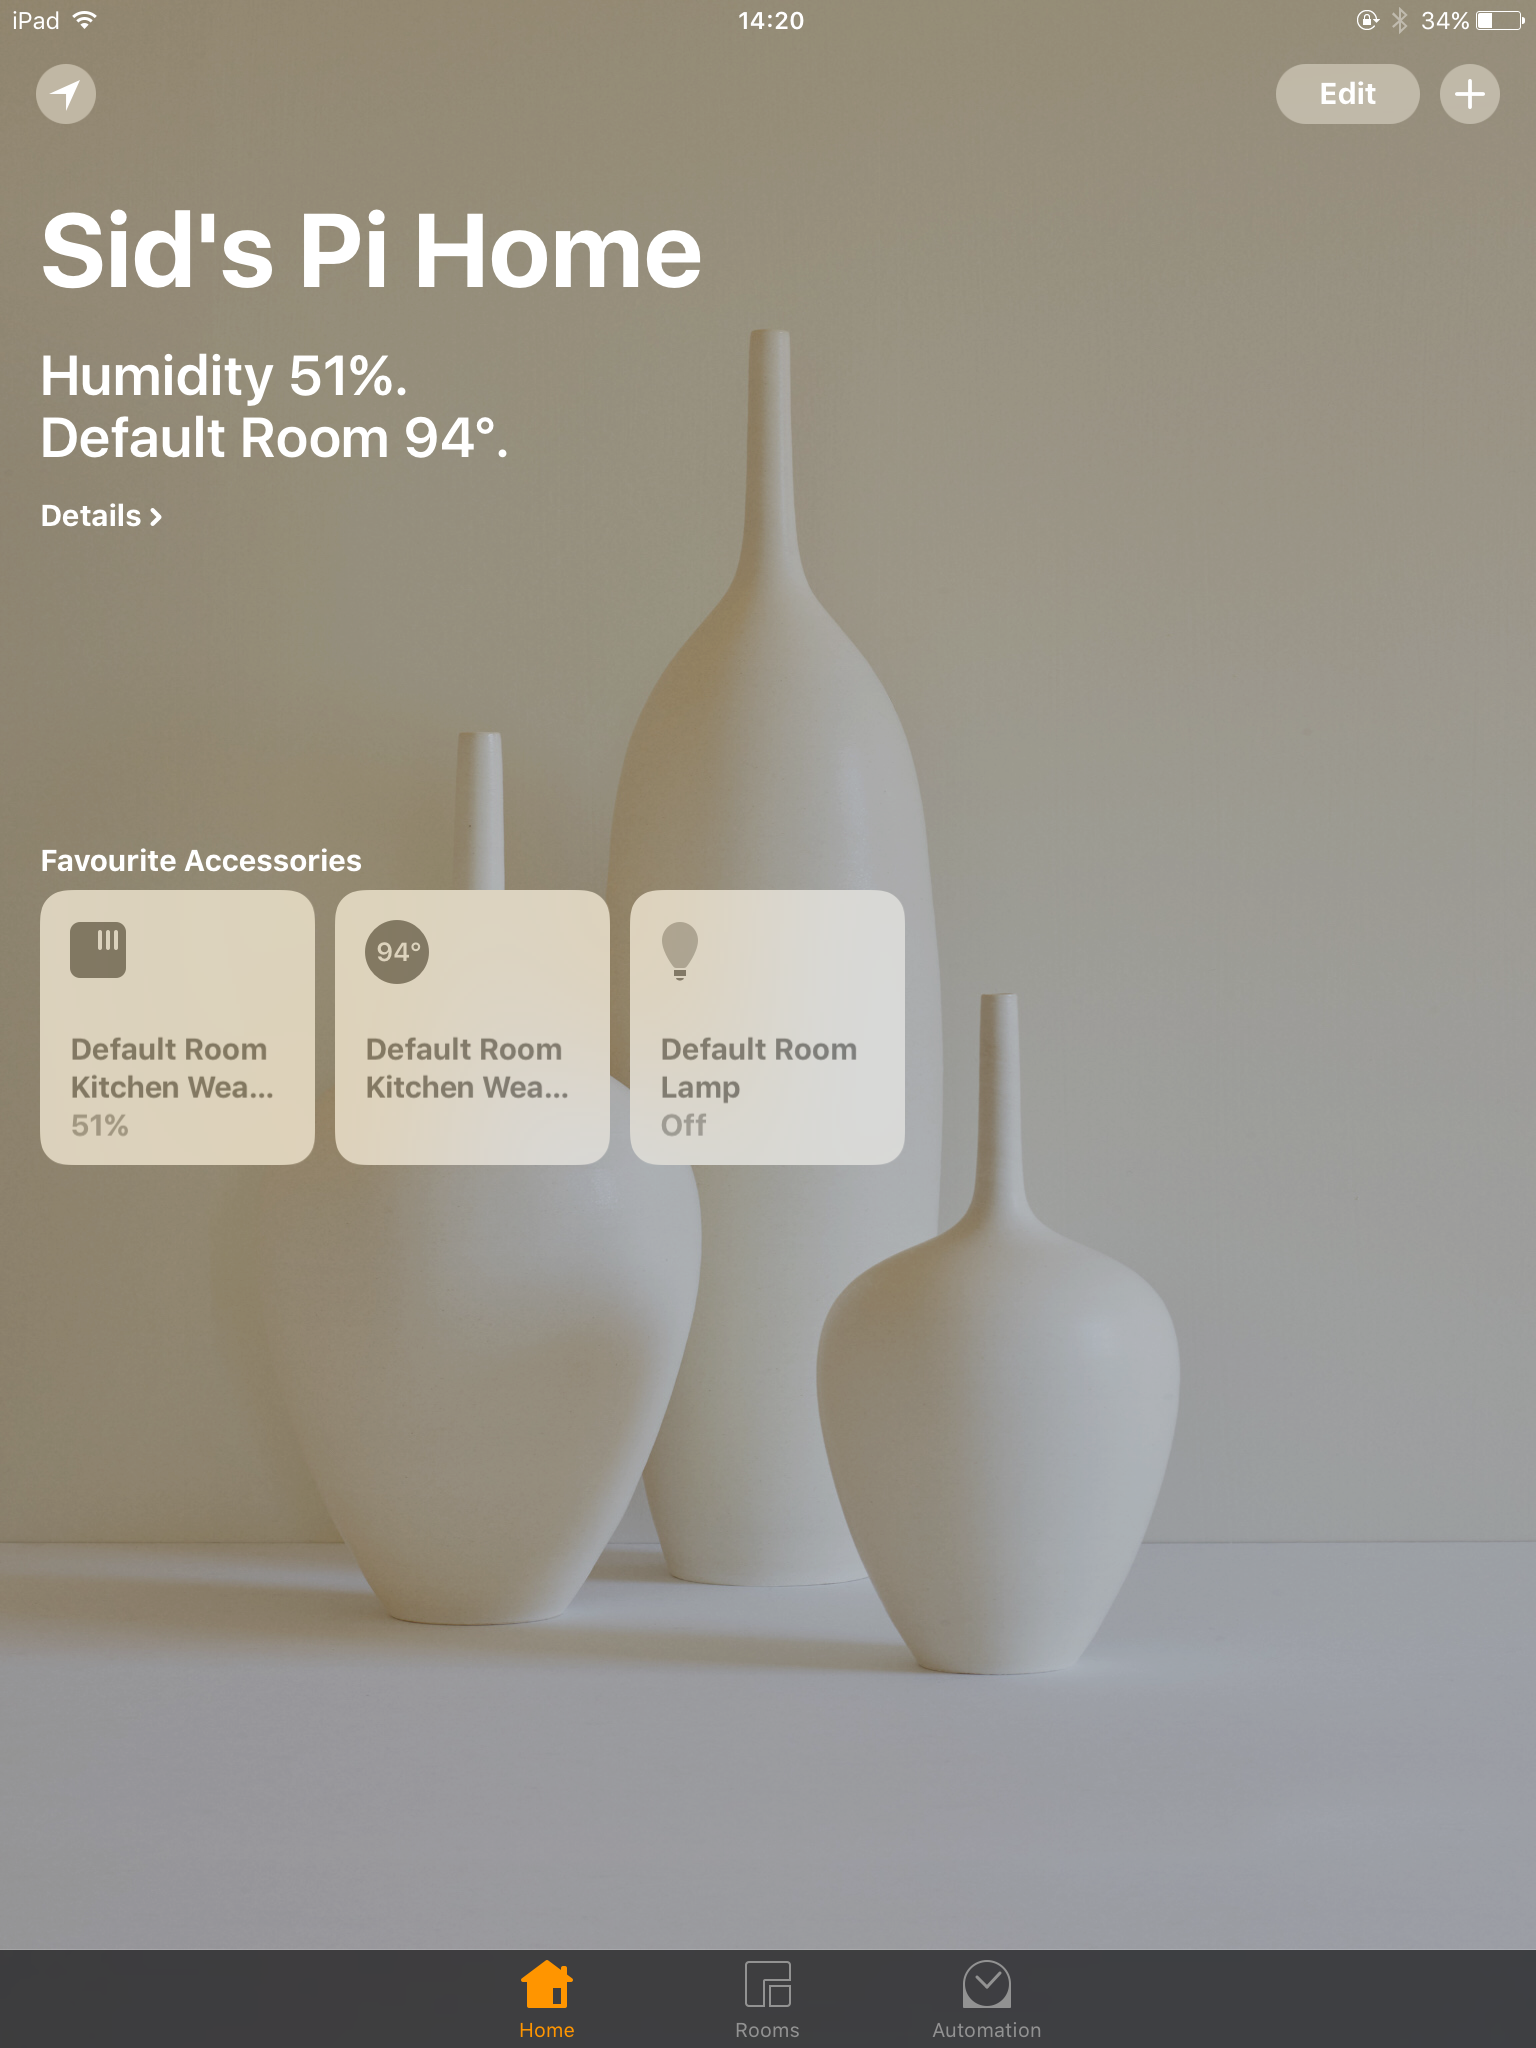 iPad 14:20 34%
Edit
Sid's Pi Home
Humidity 51%.
Default Room 94°.
Details
Favourite Accessories
Default Room
Kitchen Wea...
51%
94°
Default Room
Kitchen Wea...
Default Room
Lamp
Off
Home Rooms Automation